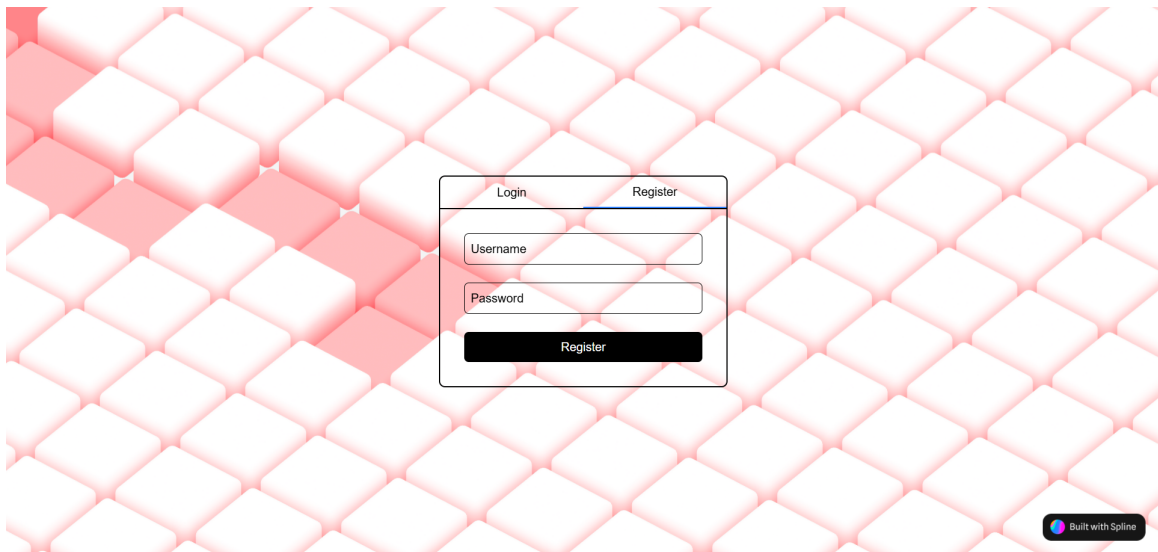 Login
Register
Username
Password
Register
Built with Spline